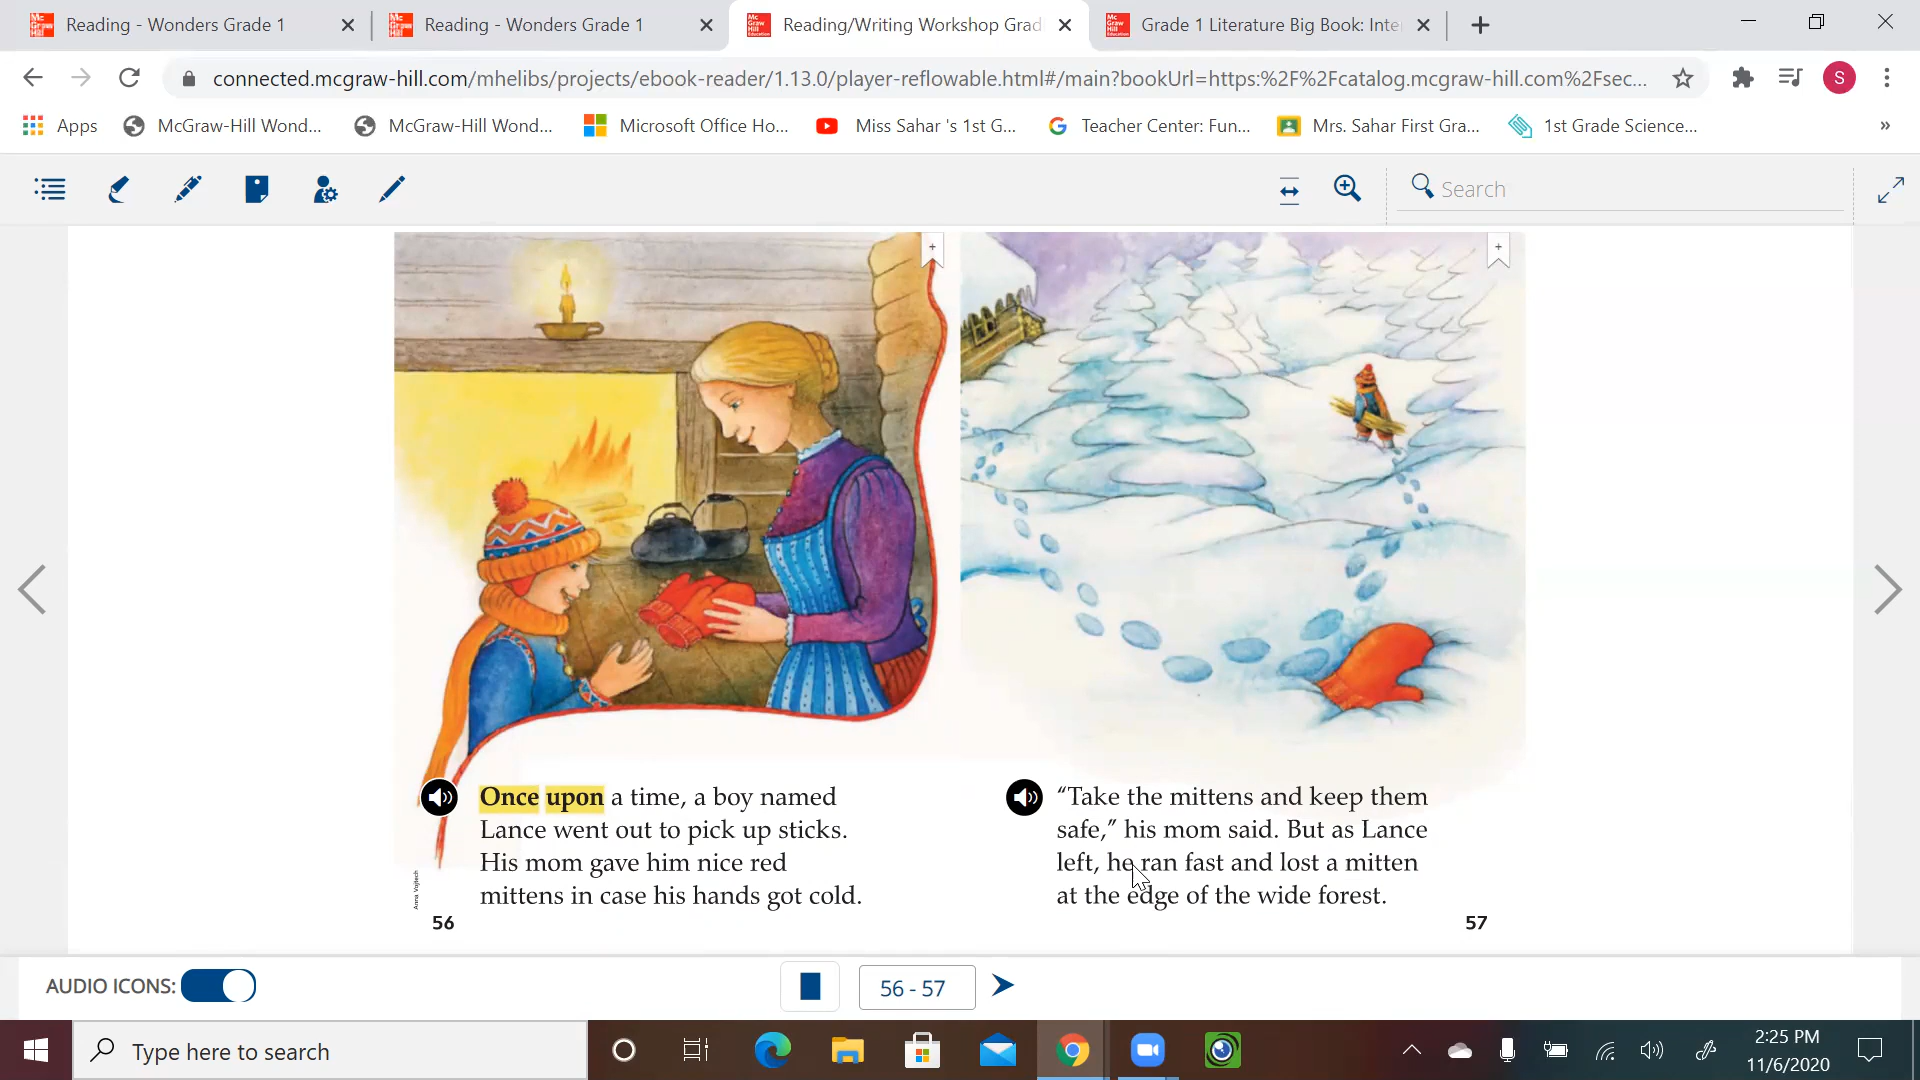 Reading - Wonders Grade 1
Reading - Wonders Grade 1
Reading/Writing Workshop Grad
Grade 1 Literature Big Book: Inte
connected.mcgraw-hill.com/mhelibs/projects/ebook-reader/1.13.0/player-reflowable.html#/main?bookUrl=https:%2F%2Fcatalog.mcgraw-hill.com%2Fsec...
S
Apps
McGraw-Hill Wond...
McGraw-Hill Wond...
Microsoft Office Ho...
Miss Sahar 's 1st G...
Teacher Center: Fun...
Mrs. Sahar First Gra...
1st Grade Science...
»
Search
Once upon a time, a boy named
Lance went out to pick up sticks.
His mom gave him nice red
mittens in case his hands got cold.
Anna Vojtech
56
“Take the mittens and keep them
safe,” his mom said. But as Lance
left, he ran fast and lost a mitten
at the edge of the wide forest.
57
AUDIO ICONS:
56 - 57
Type here to search
2:25 PM
11/6/2020